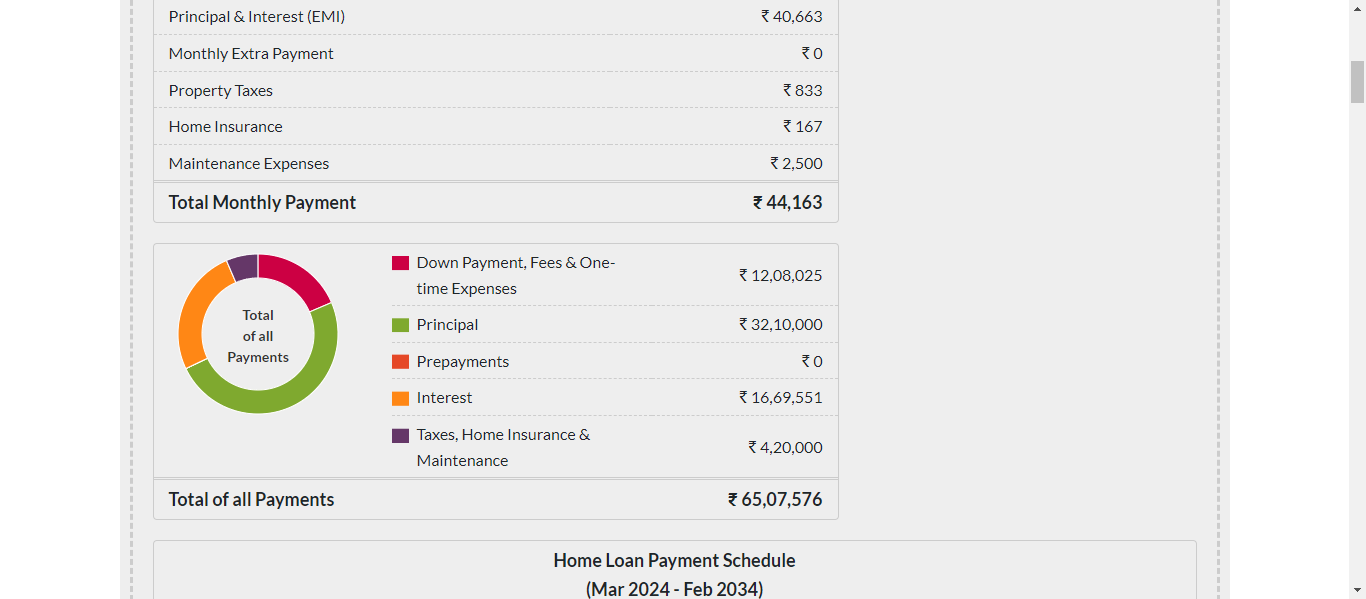 Principal & Interest (EMI) ₹ 40,663
Monthly Extra Payment ₹ 0
Property Taxes ₹ 833
Home Insurance ₹ 167
Maintenance Expenses ₹ 2,500
Total Monthly Payment ₹ 44,163
Total
of all
Payments
Down Payment, Fees & One-
time Expenses ₹ 12,08,025
Principal ₹ 32,10,000
Prepayments ₹ 0
Interest ₹ 16,69,551
Taxes, Home Insurance &
Maintenance ₹ 4,20,000
Total of all Payments ₹ 65,07,576
Home Loan Payment Schedule
(Mar 2024 - Feb 2034)